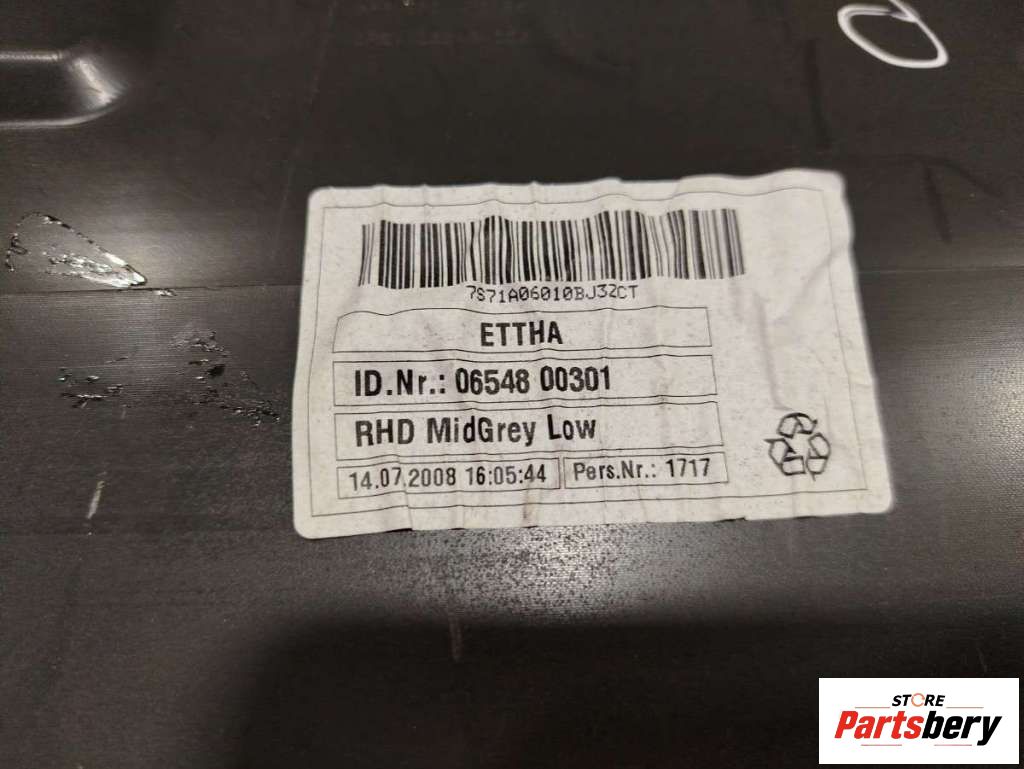 7S71A06010BJ32CT
ETTHA
ID.Nr.: 06548 00301
RHD MidGrey Low
14.07.2008 16:05:44 Pers.Nr.: 1717
STORE
Partsbery